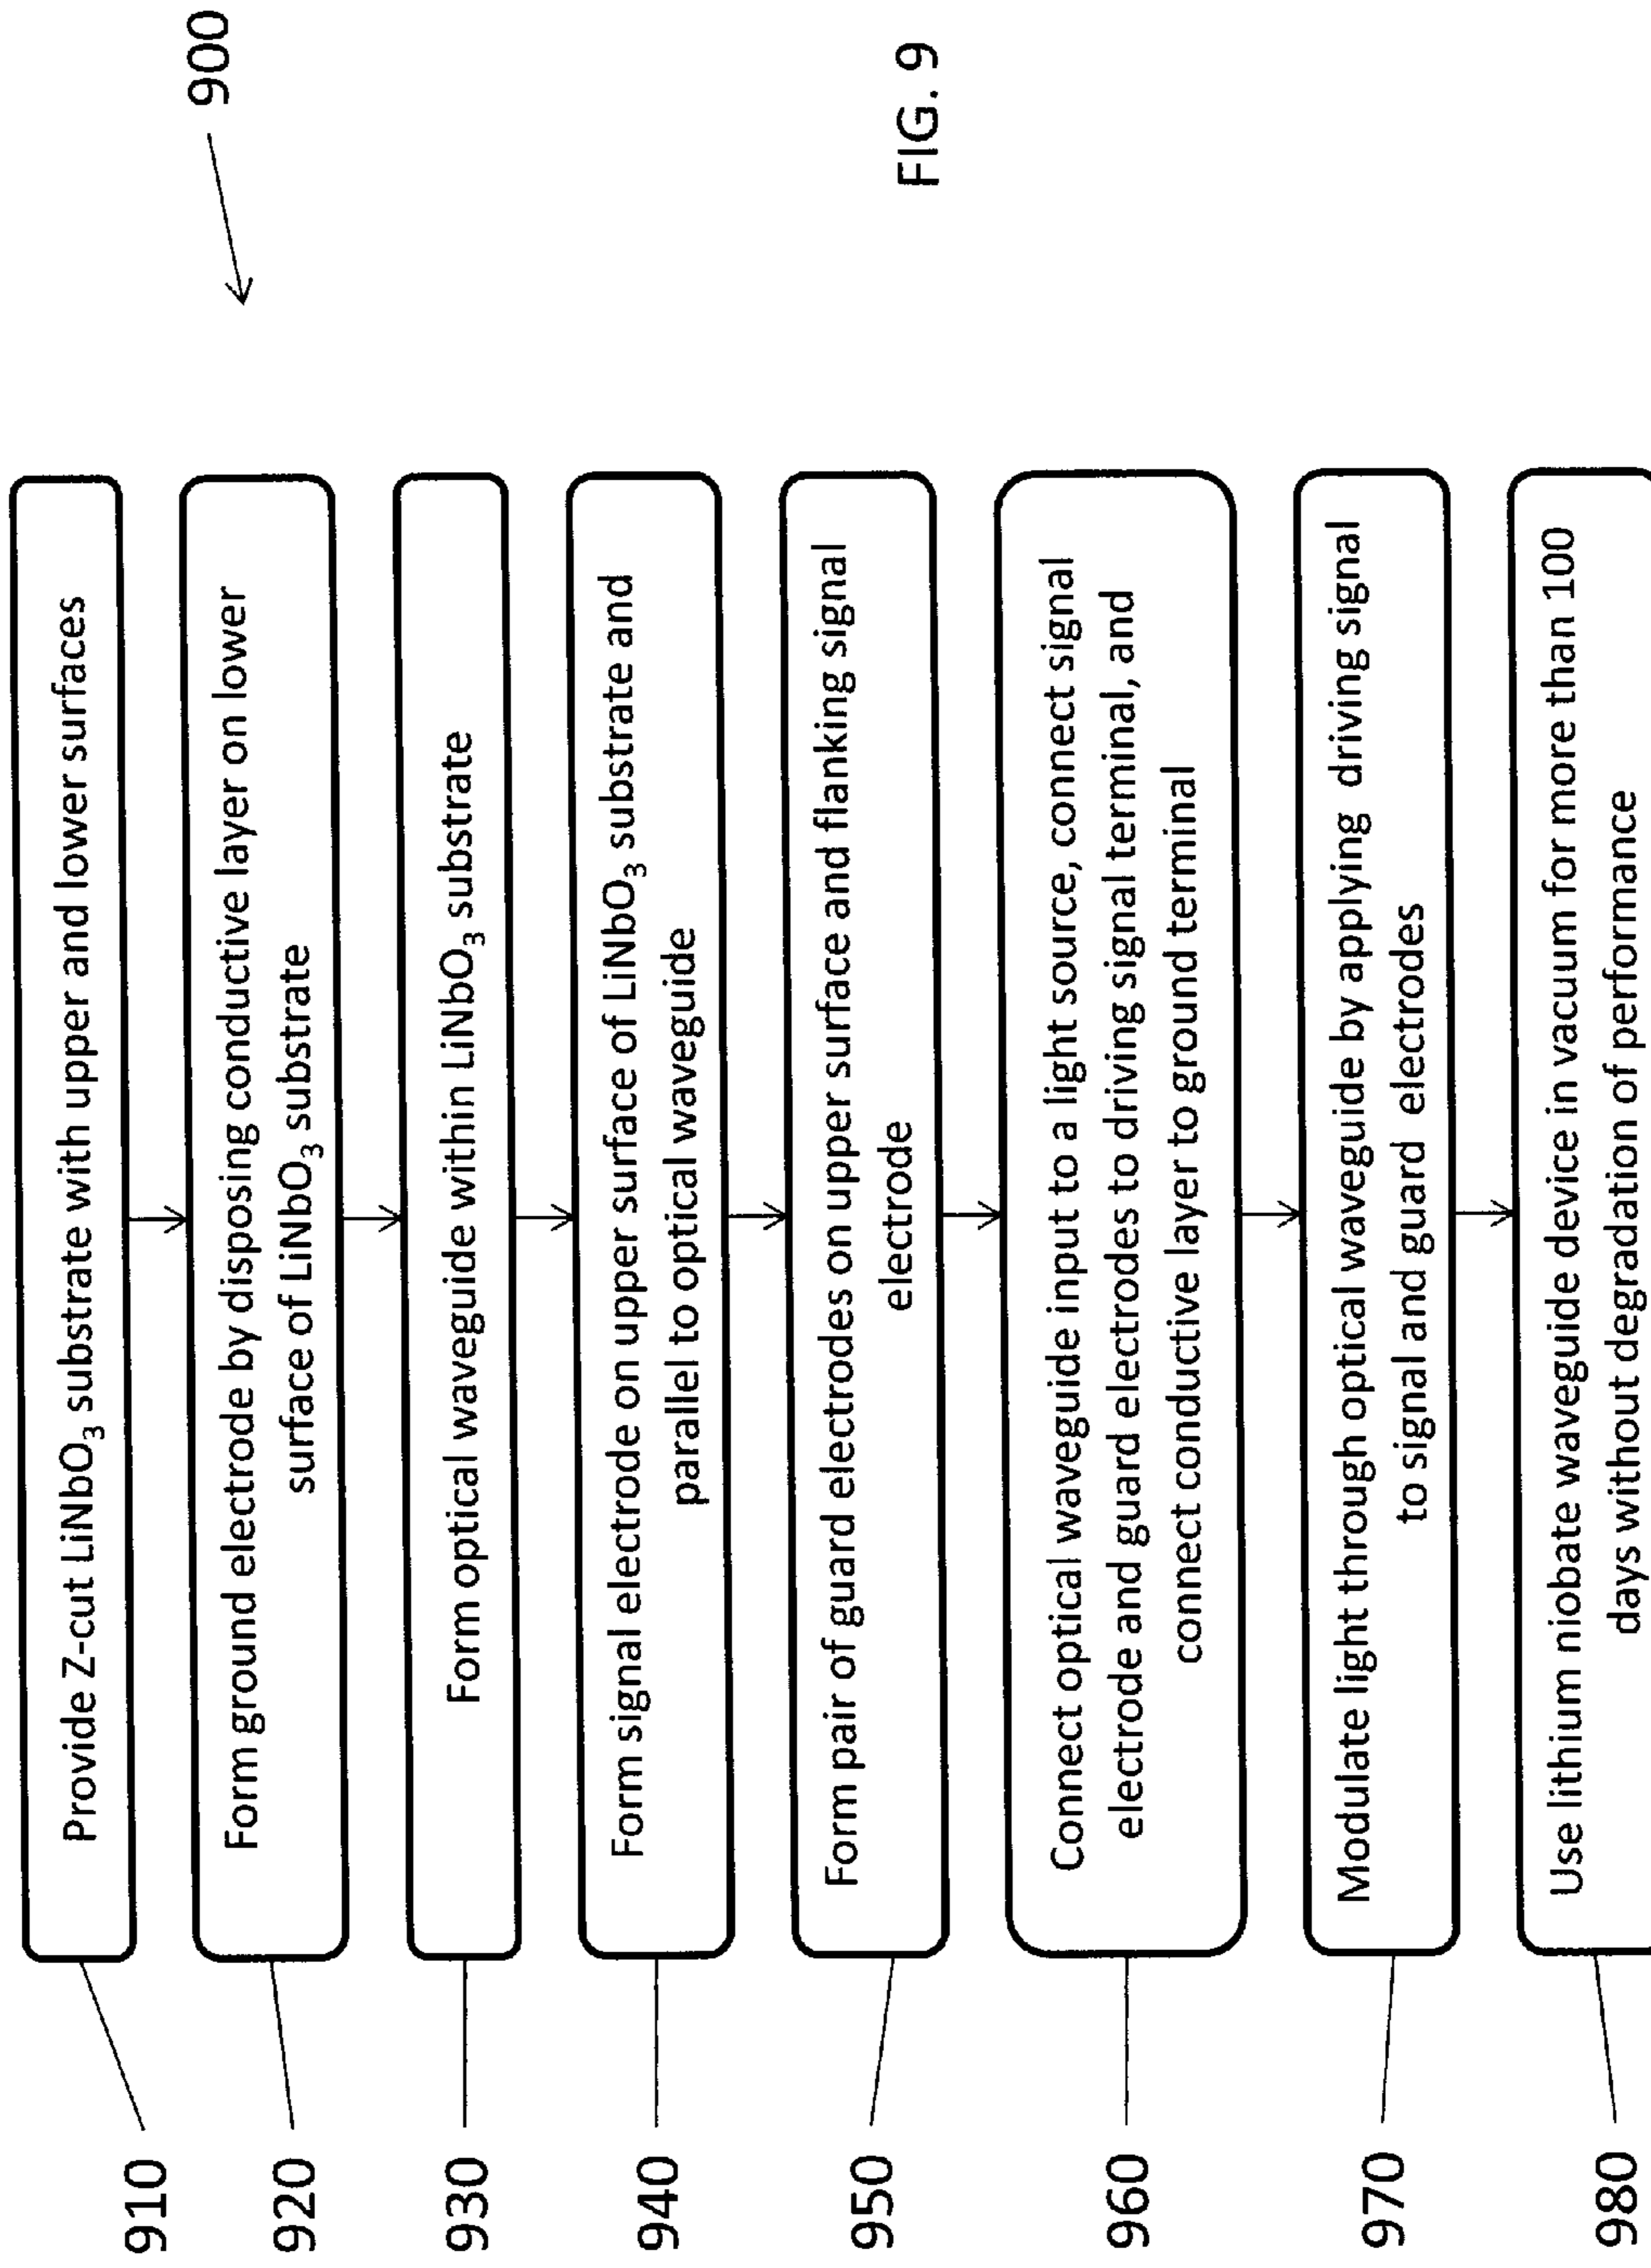 900
910
Provide Z-cut LiNbO₃ substrate with upper and lower surfaces
920
Form ground electrode by disposing conductive layer on lower
surface of LiNbO₃ substrate
930
Form optical waveguide within LiNbO₃ substrate
940
Form signal electrode on upper surface of LiNbO₃ substrate and
parallel to optical waveguide
950
Form pair of guard electrodes on upper surface and flanking signal
electrode
960
Connect optical waveguide input to a light source, connect signal
electrode and guard electrodes to driving signal terminal, and
connect conductive layer to ground terminal
970
Modulate light through optical waveguide by applying driving signal
to signal and guard electrodes
980
Use lithium niobate waveguide device in vacuum for more than 100
days without degradation of performance
FIG. 9